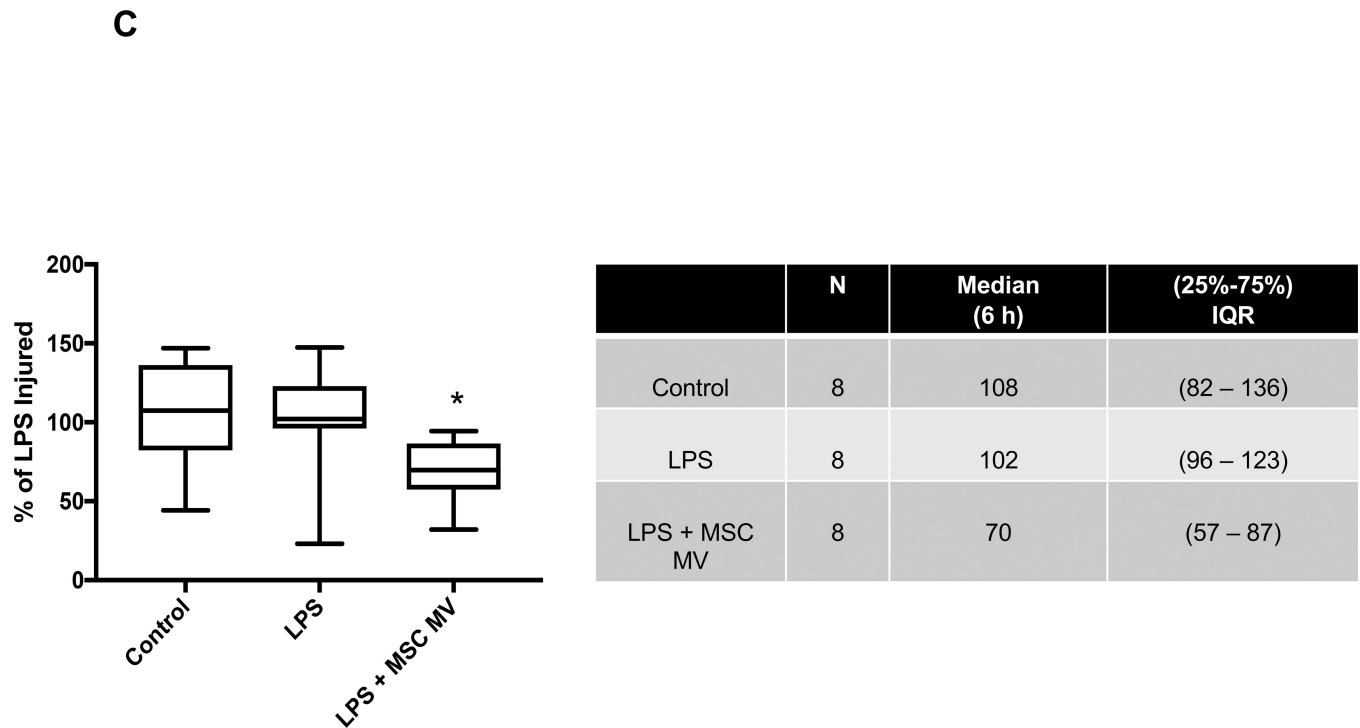 C
200
150
100
50
0
% of LPS Injured
*
Control
LPS
LPS + MSC MV
N
Median
(6 h)
(25%-75%)
IQR
Control
8
108
(82 – 136)
LPS
8
102
(96 – 123)
LPS + MSC
MV
8
70
(57 – 87)